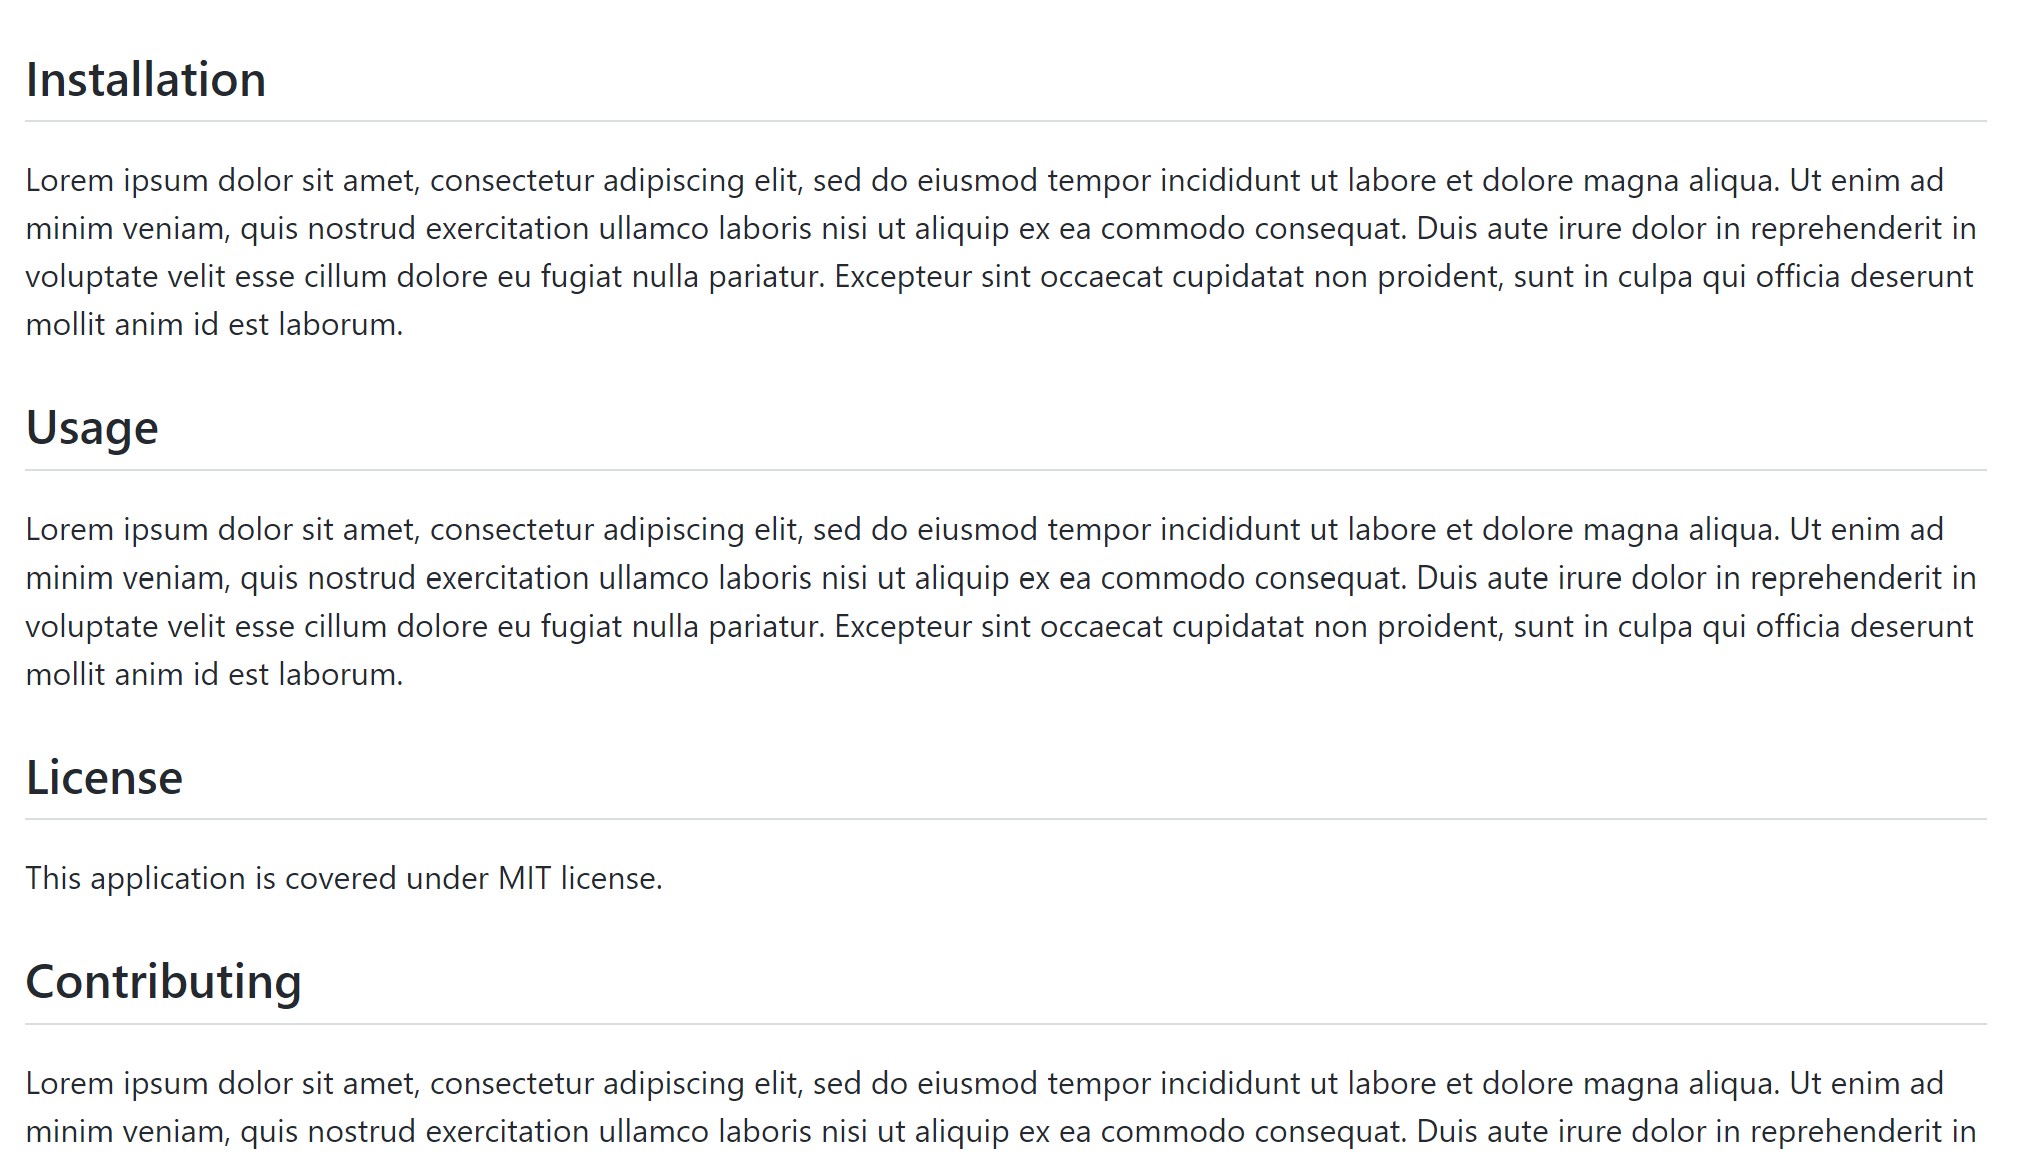 Installation
Lorem ipsum dolor sit amet, consectetur adipiscing elit, sed do eiusmod tempor incididunt ut labore et dolore magna aliqua. Ut enim ad
minim veniam, quis nostrud exercitation ullamco laboris nisi ut aliquip ex ea commodo consequat. Duis aute irure dolor in reprehenderit in
voluptate velit esse cillum dolore eu fugiat nulla pariatur. Excepteur sint occaecat cupidatat non proident, sunt in culpa qui officia deserunt
mollit anim id est laborum.
Usage
Lorem ipsum dolor sit amet, consectetur adipiscing elit, sed do eiusmod tempor incididunt ut labore et dolore magna aliqua. Ut enim ad
minim veniam, quis nostrud exercitation ullamco laboris nisi ut aliquip ex ea commodo consequat. Duis aute irure dolor in reprehenderit in
voluptate velit esse cillum dolore eu fugiat nulla pariatur. Excepteur sint occaecat cupidatat non proident, sunt in culpa qui officia deserunt
mollit anim id est laborum.
License
This application is covered under MIT license.
Contributing
Lorem ipsum dolor sit amet, consectetur adipiscing elit, sed do eiusmod tempor incididunt ut labore et dolore magna aliqua. Ut enim ad
minim veniam, quis nostrud exercitation ullamco laboris nisi ut aliquip ex ea commodo consequat. Duis aute irure dolor in reprehenderit in